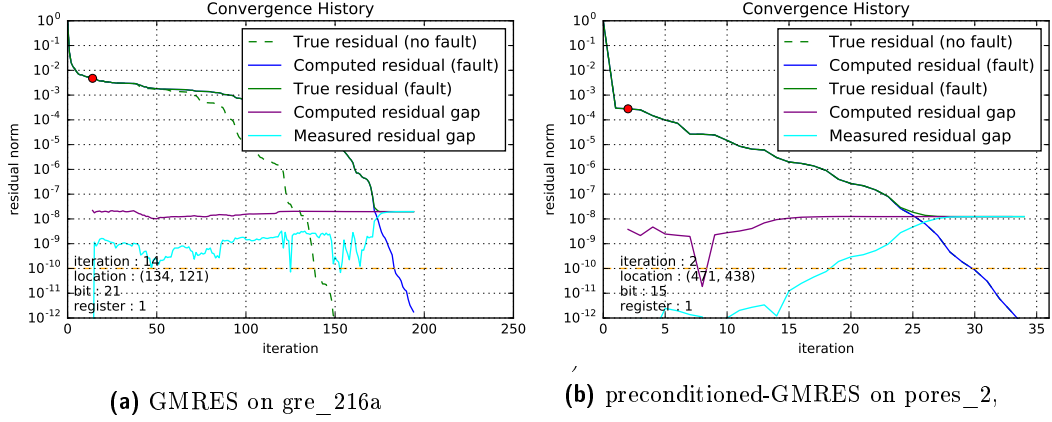 Convergence History
10^0
10^-1
10^-2
10^-3
10^-4
10^-5
10^-6
10^-7
10^-8
10^-9
10^-10
10^-11
10^-12
residual norm
True residual (no fault)
Computed residual (fault)
True residual (fault)
Computed residual gap
Measured residual gap
iteration : 14
location : (134, 121)
bit : 21
register : 1
0 50 100 150 200 250
iteration
(a) GMRES on gre_216a
Convergence History
10^0
10^-1
10^-2
10^-3
10^-4
10^-5
10^-6
10^-7
10^-8
10^-9
10^-10
10^-11
10^-12
residual norm
True residual (no fault)
Computed residual (fault)
True residual (fault)
Computed residual gap
Measured residual gap
iteration : 2
location : (471, 438)
bit : 15
register : 1
0 5 10 15 20 25 30 35
iteration
,
(b) preconditioned-GMRES on pores_2,